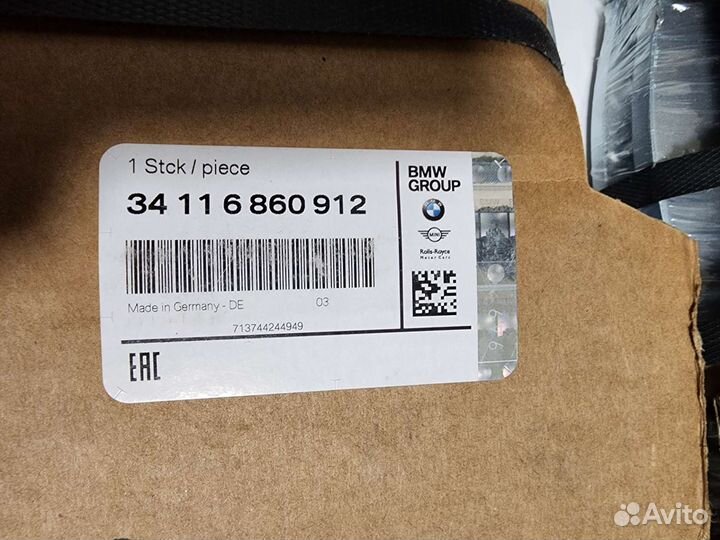 1 Stck / piece
34 11 6 860 912
Made in Germany - DE
03
713744244949
EAC
BMW
GROUP
MINI
Rolls-Royce
Motor Cars
Avito